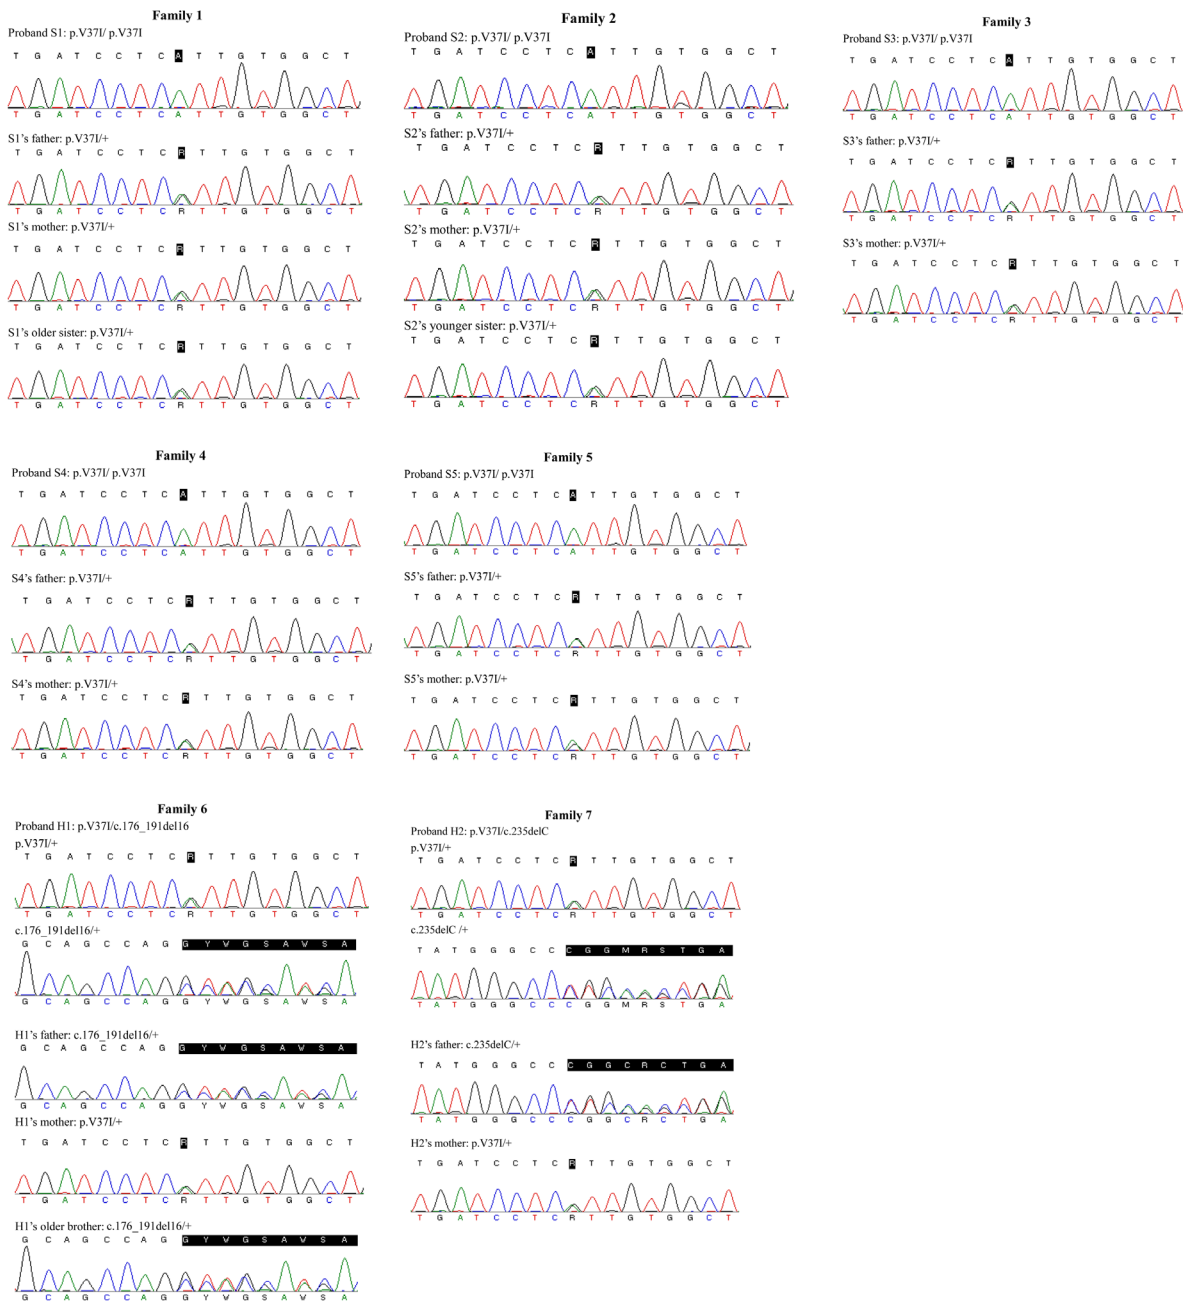 Family 1
Proband S1: p.V37I/ p.V37I
T G A T C C T C A T T G T G G C T
T G A T C C T C A T T G T G G C T
S1's father: p.V37I/+
T G A T C C T C R T T G T G G C T
T G A T C C T C R T T G T G G C T
S1's mother: p.V37I/+
T G A T C C T C R T T G T G G C T
T G A T C C T C R T T G T G G C T
S1's older sister: p.V37I/+
T G A T C C T C R T T G T G G C T
T G A T C C T C R T T G T G G C T
Family 2
Proband S2: p.V37I/ p.V37I
T G A T C C T C A T T G T G G C T
T G A T C C T C A T T G T G G C T
S2's father: p.V37I/+
T G A T C C T C R T T G T G G C T
T G A T C C T C R T T G T G G C T
S2's mother: p.V37I/+
T G A T C C T C R T T G T G G C T
T G A T C C T C R T T G T G G C T
S2's younger sister: p.V37I/+
T G A T C C T C R T T G T G G C T
T G A T C C T C R T T G T G G C T
Family 3
Proband S3: p.V37I/ p.V37I
T G A T C C T C A T T G T G G C T
T G A T C C T C A T T G T G G C T
S3's father: p.V37I/+
T G A T C C T C R T T G T G G C T
T G A T C C T C R T T G T G G C T
S3's mother: p.V37I/+
T G A T C C T C R T T G T G G C T
T G A T C C T C R T T G T G G C T
Family 4
Proband S4: p.V37I/ p.V37I
T G A T C C T C A T T G T G G C T
T G A T C C T C A T T G T G G C T
S4's father: p.V37I/+
T G A T C C T C R T T G T G G C T
T G A T C C T C R T T G T G G C T
S4's mother: p.V37I/+
T G A T C C T C R T T G T G G C T
T G A T C C T C R T T G T G G C T
Family 5
Proband S5: p.V37I/ p.V37I
T G A T C C T C A T T G T G G C T
T G A T C C T C A T T G T G G C T
S5's father: p.V37I/+
T G A T C C T C R T T G T G G C T
T G A T C C T C R T T G T G G C T
S5's mother: p.V37I/+
T G A T C C T C R T T G T G G C T
T G A T C C T C R T T G T G G C T
Family 6
Proband H1: p.V37I/c.176_191del16
p.V37I/+
T G A T C C T C R T T G T G G C T
T G A T C C T C R T T G T G G C T
c.176_191del16/+
G C A G C C A G G Y W G S A W S A
G C A G C C A G G Y W G S A W S A
H1's father: c.176_191del16/+
G C A G C C A G G Y W G S A W S A
G C A G C C A G G Y W G S A W S A
H1's mother: p.V37I/+
T G A T C C T C R T T G T G G C T
T G A T C C T C R T T G T G G C T
H1's older brother: c.176_191del16/+
G C A G C C A G G Y W G S A W S A
G C A G C C A G G Y W G S A W S A
Family 7
Proband H2: p.V37I/c.235delC
p.V37I/+
T G A T C C T C R T T G T G G C T
T G A T C C T C R T T G T G G C T
c.235delC /+
T A T G G G C C C G G M R S T G A
T A T G G G C C C G G M R S T G A
H2's father: c.235delC/+
T A T G G G C C C G G C R C T G A
T A T G G G C C C G G C R C T G A
H2's mother: p.V37I/+
T G A T C C T C R T T G T G G C T
T G A T C C T C R T T G T G G C T